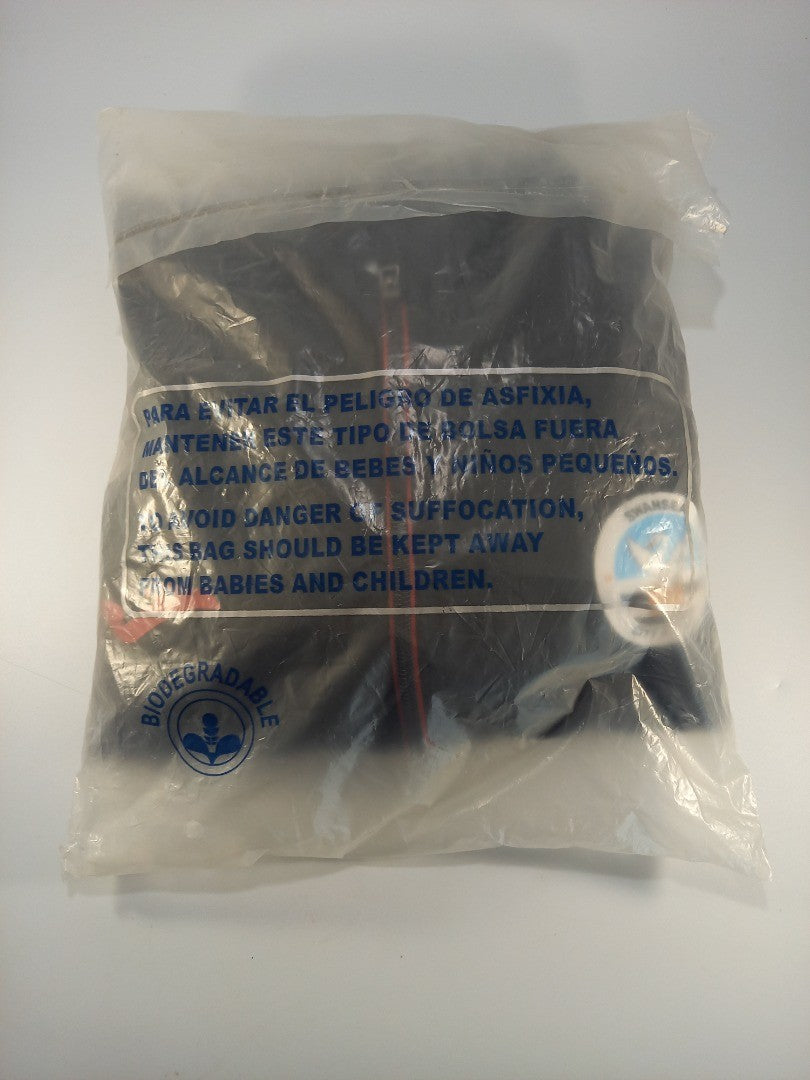 PARA EVITAR EL PELIGRO DE ASFIXIA,
MANTENER ESTE TIPO DE BOLSA FUERA
DEL ALCANCE DE BEBES Y NIÑOS PEQUEÑOS.
TO AVOID DANGER OF SUFFOCATION,
THIS BAG SHOULD BE KEPT AWAY
FROM BABIES AND CHILDREN.
BIODEGRADABLE